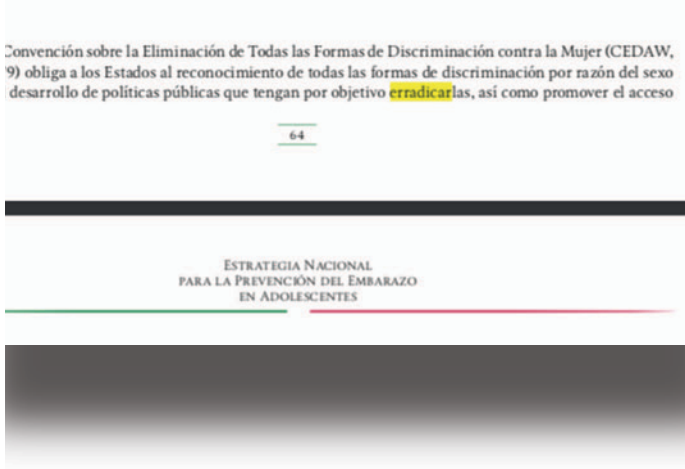 Convención sobre la Eliminación de Todas las Formas de Discriminación contra la Mujer (CEDAW,
9) obliga a los Estados al reconocimiento de todas las formas de discriminación por razón del sexo
desarrollo de políticas públicas que tengan por objetivo erradicarlas, así como promover el acceso
64
Estrategia Nacional
para la Prevención del Embarazo
en Adolescentes